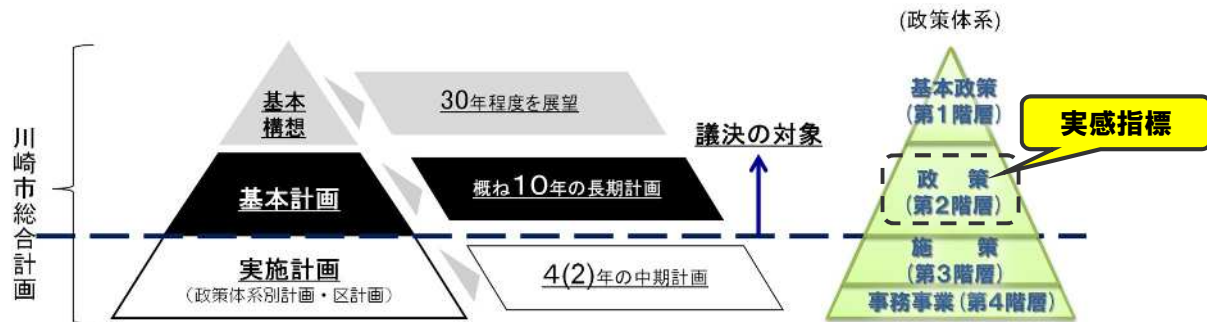 川崎市総合計画
基本
構想
30年程度を展望
基本計画
概ね10年の長期計画
実施計画
(政策体系別計画・区計画)
4(2)年の中期計画
議決の対象
(政策体系)
基本政策
(第1階層)
実感指標
政　策
(第2階層)
施　策
(第3階層)
事務事業(第4階層)